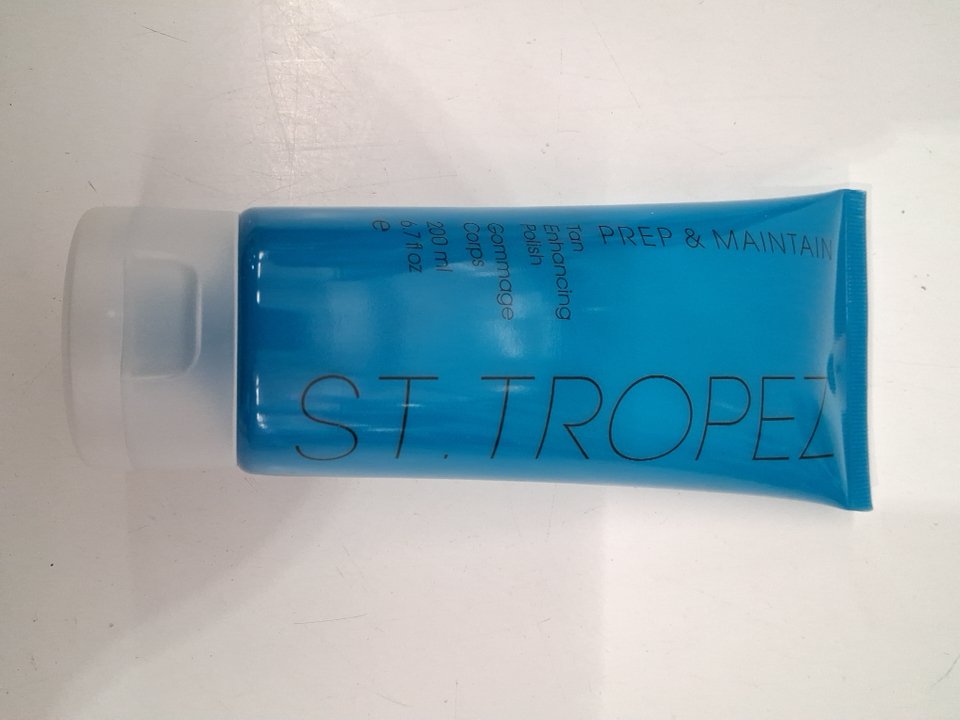 PREP & MAINTAIN
Tan
Enhancing
Polish
Gommage
Corps
200 ml
6.7 fl oz
e
ST. TROPEZ